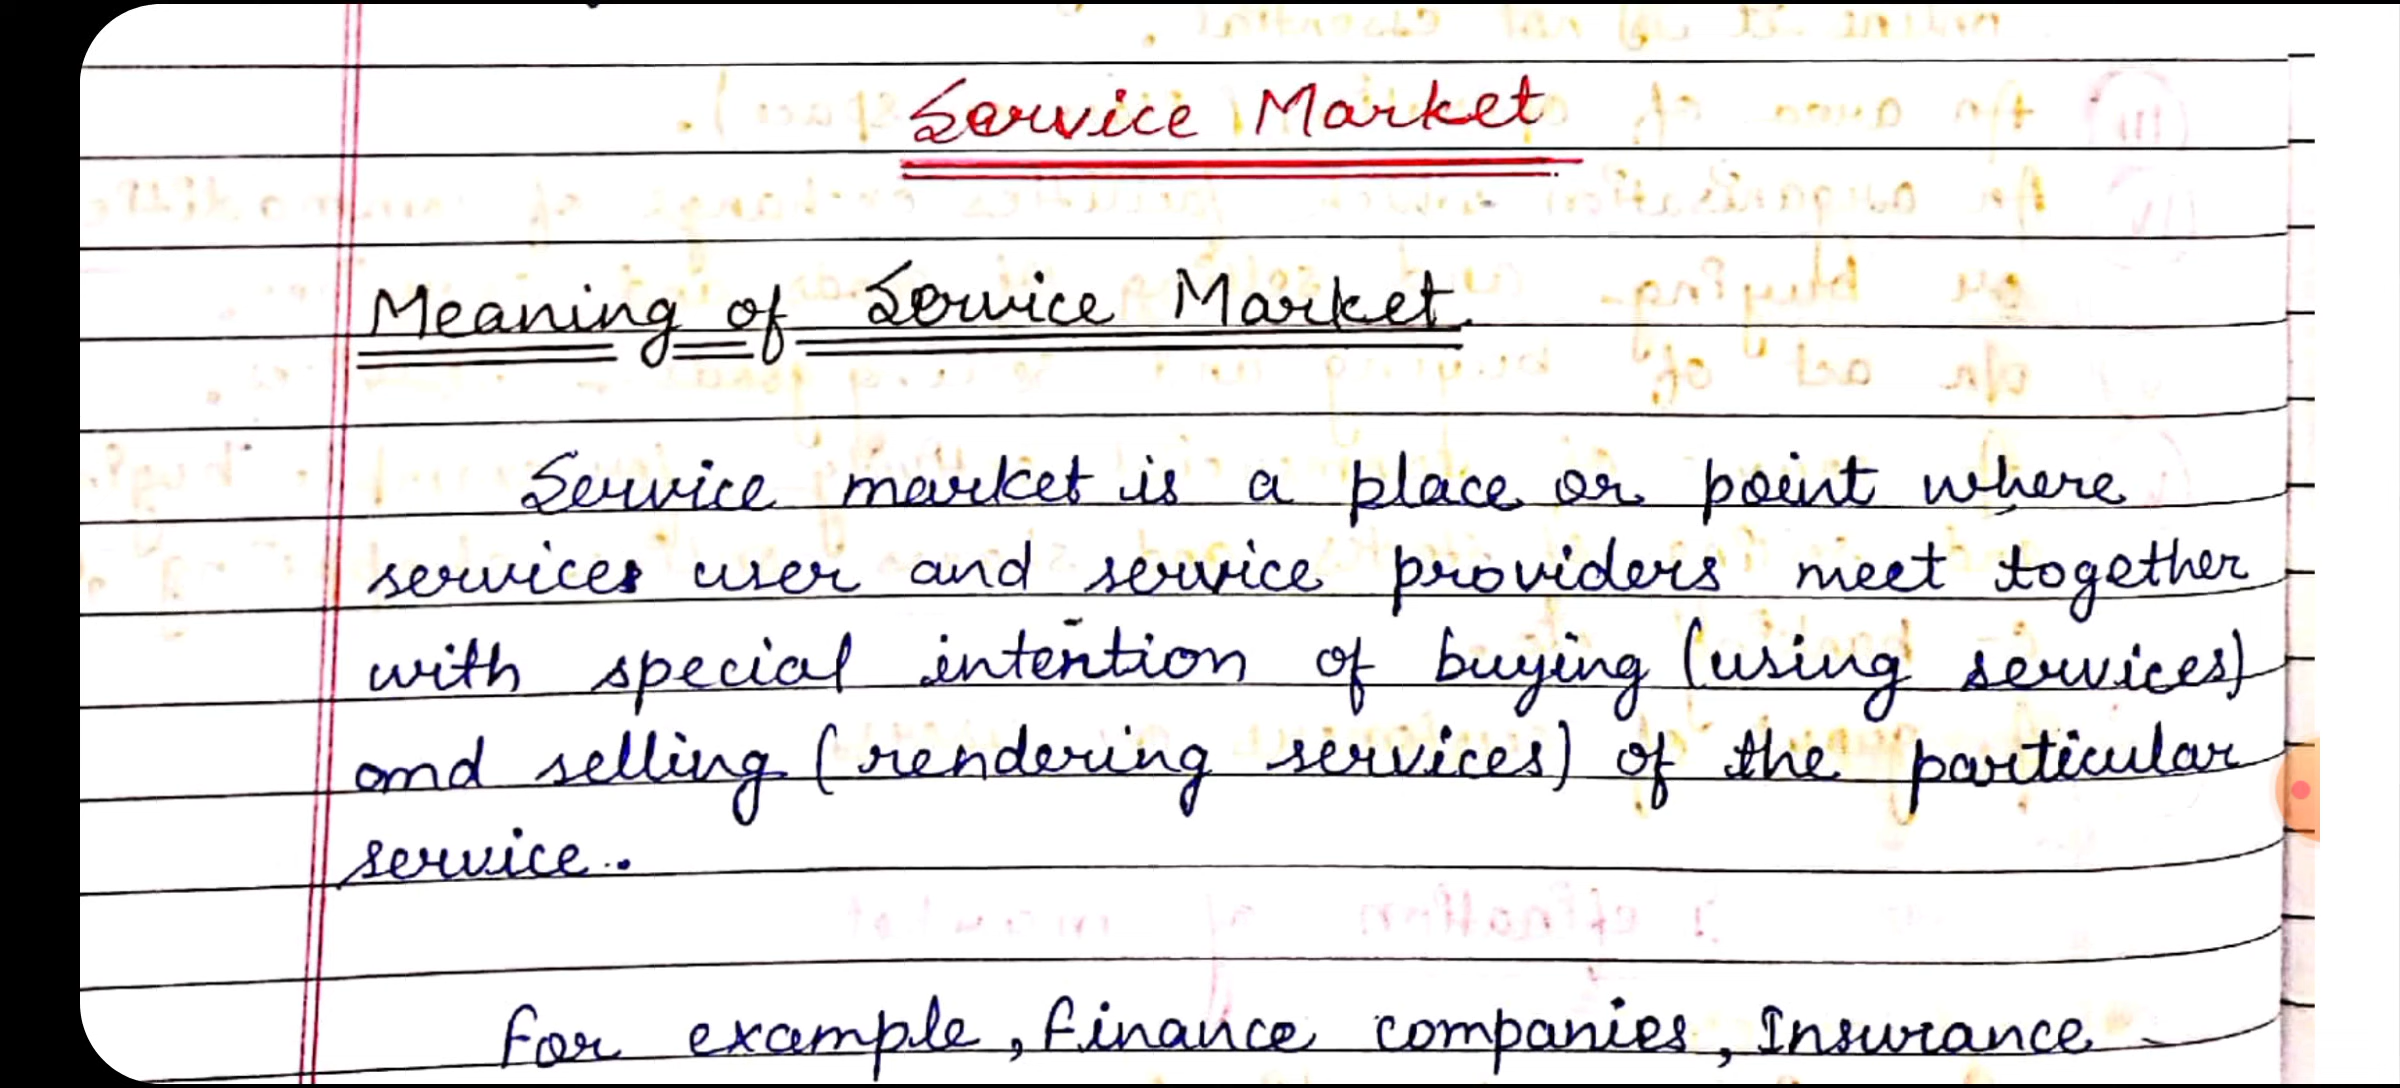 Service Market
Meaning of Service Market
Service market is a place or point where
services user and service providers meet together
with special intention of buying (using services)
and selling (rendering services) of the particular
service.
For example, finance companies, Insurance